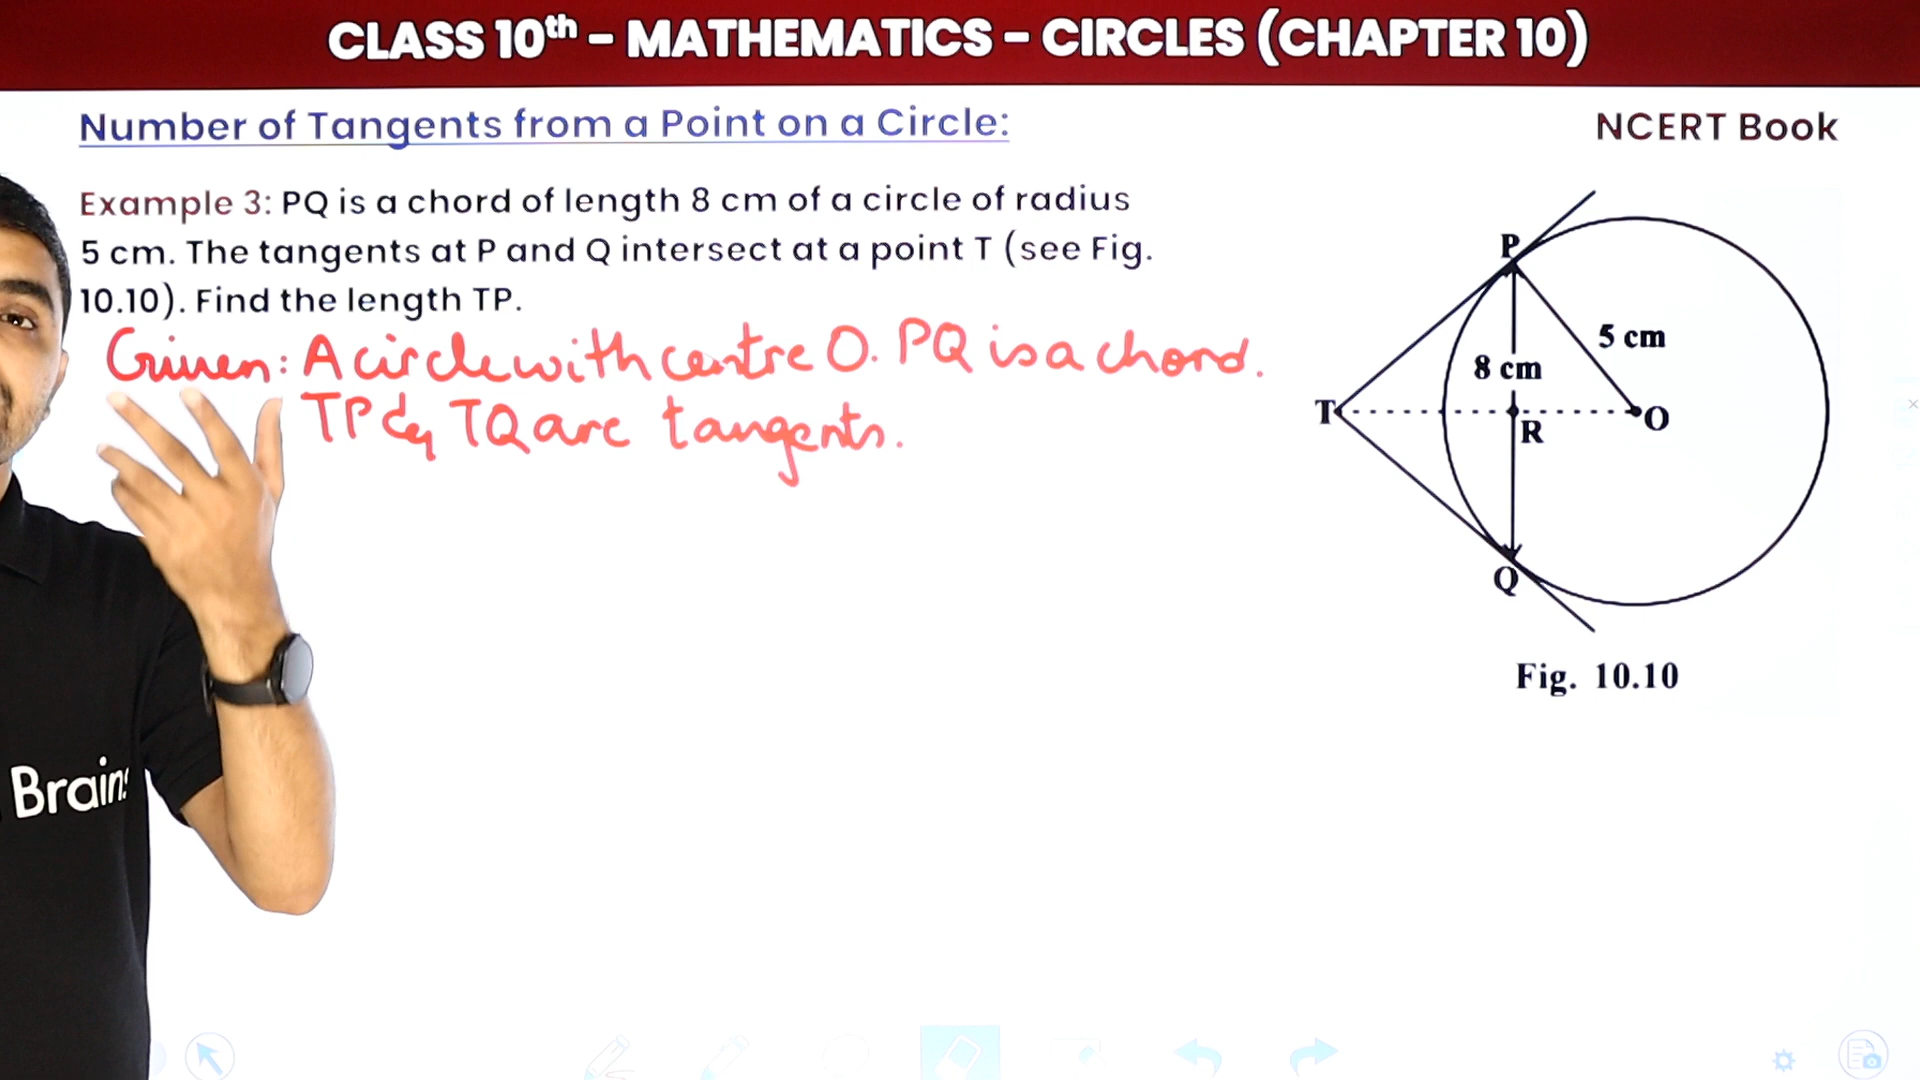 CLASS 10th – MATHEMATICS – CIRCLES (CHAPTER 10)
Number of Tangents from a Point on a Circle:
NCERT Book
Example 3: PQ is a chord of length 8 cm of a circle of radius
5 cm. The tangents at P and Q intersect at a point T (see Fig.
10.10). Find the length TP.
Given: A circle with centre O. PQ is a chord.
TP & TQ are tangents.
P
5 cm
8 cm
T
R
O
Q
Fig. 10.10
Brain